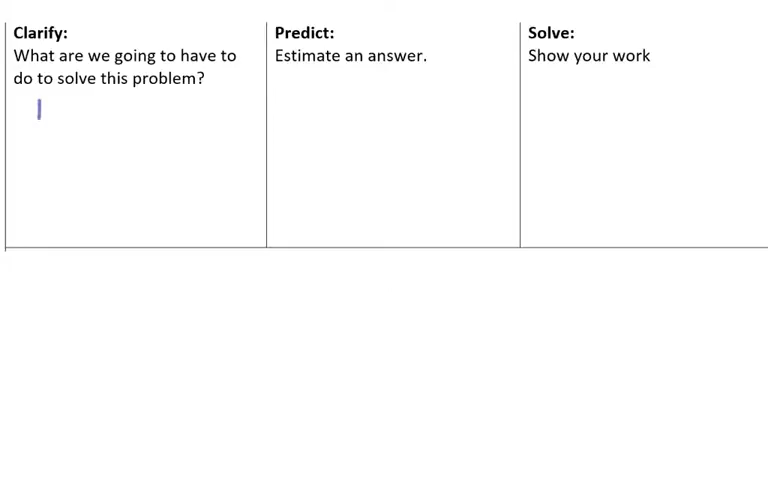 Clarify:
What are we going to have to
do to solve this problem?
Predict:
Estimate an answer.
Solve:
Show your work